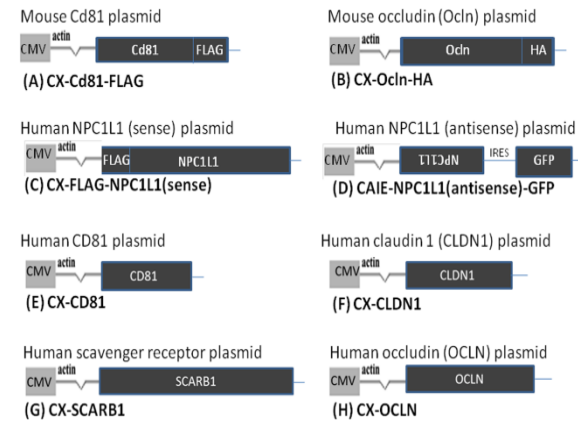 Mouse Cd81 plasmid
CMV actin Cd81 FLAG
(A) CX-Cd81-FLAG
Mouse occludin (Ocln) plasmid
CMV actin Ocln HA
(B) CX-Ocln-HA
Human NPC1L1 (sense) plasmid
CMV actin FLAG NPC1L1
(C) CX-FLAG-NPC1L1(sense)
Human NPC1L1 (antisense) plasmid
CMV actin NPC1L1 IRES GFP
(D) CAIE-NPC1L1(antisense)-GFP
Human CD81 plasmid
CMV actin CD81
(E) CX-CD81
Human claudin 1 (CLDN1) plasmid
CMV actin CLDN1
(F) CX-CLDN1
Human scavenger receptor plasmid
CMV actin SCARB1
(G) CX-SCARB1
Human occludin (OCLN) plasmid
CMV actin OCLN
(H) CX-OCLN